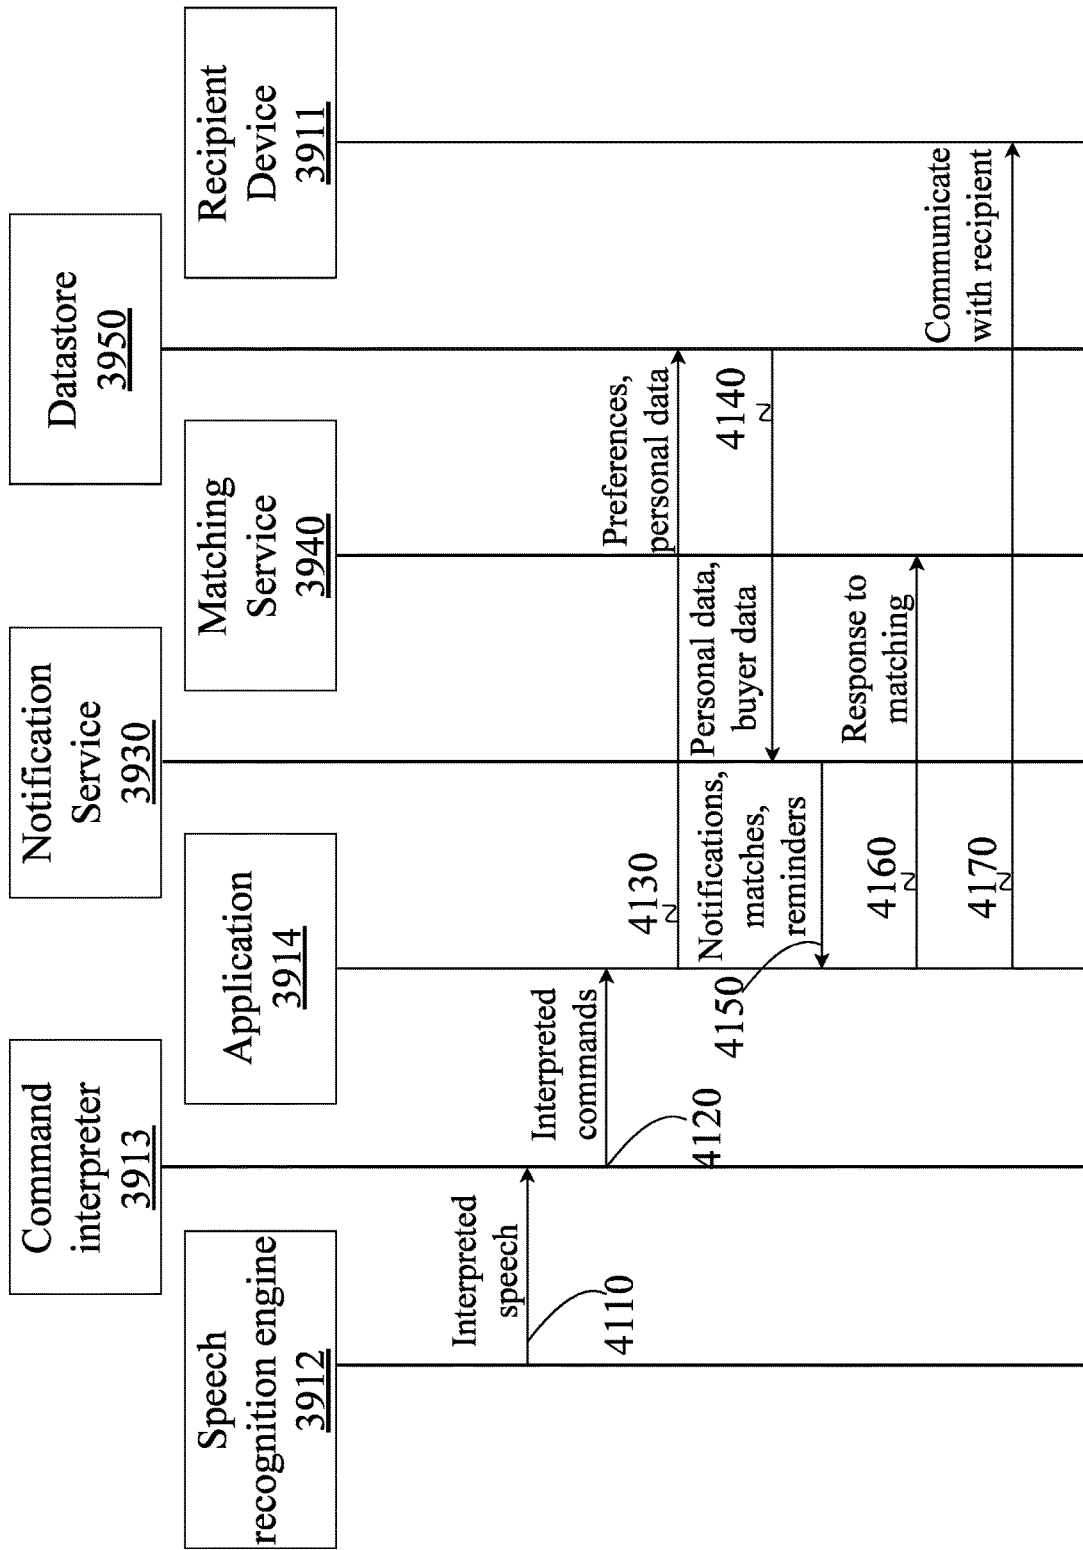 Speech
recognition engine
3912
Command
interpreter
3913
Application
3914
Notification
Service
3930
Matching
Service
3940
Datastore
3950
Recipient
Device
3911
Interpreted
speech
4110
Interpreted
commands
4120
4130
Preferences,
personal data
Personal data,
buyer data
4140
Notifications,
matches,
reminders
4150
4160
Response to
matching
4170
Communicate
with recipient